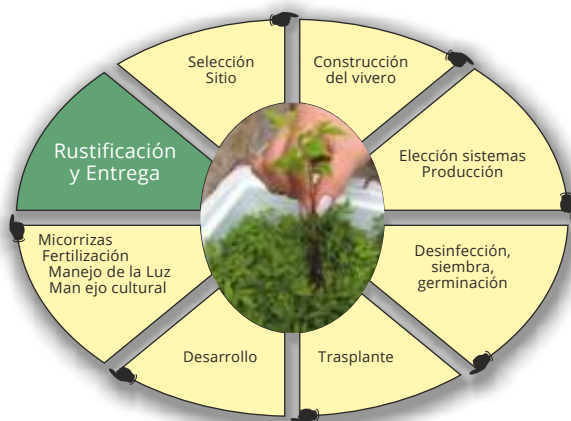 Selección
Sitio
Construcción
del vivero
Elección sistemas
Producción
Desinfección,
siembra,
germinación
Trasplante
Desarrollo
Micorrizas
Fertilización
Manejo de la Luz
Man ejo cultural
Rustificación
y Entrega